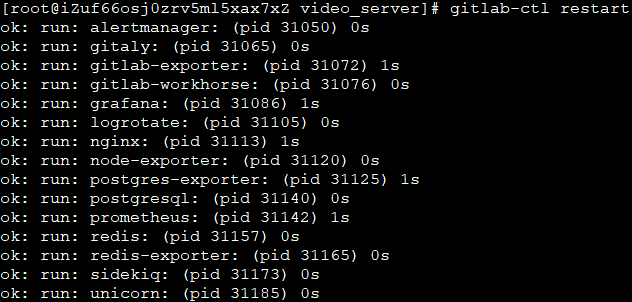 [root@iZuf66osj0zrv5ml5xax7xZ video_server]# gitlab-ctl restart
ok: run: alertmanager: (pid 31050) 0s
ok: run: gitaly: (pid 31065) 0s
ok: run: gitlab-exporter: (pid 31072) 1s
ok: run: gitlab-workhorse: (pid 31076) 0s
ok: run: grafana: (pid 31086) 1s
ok: run: logrotate: (pid 31105) 0s
ok: run: nginx: (pid 31113) 1s
ok: run: node-exporter: (pid 31120) 0s
ok: run: postgres-exporter: (pid 31125) 1s
ok: run: postgresql: (pid 31140) 0s
ok: run: prometheus: (pid 31142) 1s
ok: run: redis: (pid 31157) 0s
ok: run: redis-exporter: (pid 31165) 0s
ok: run: sidekiq: (pid 31173) 0s
ok: run: unicorn: (pid 31185) 0s